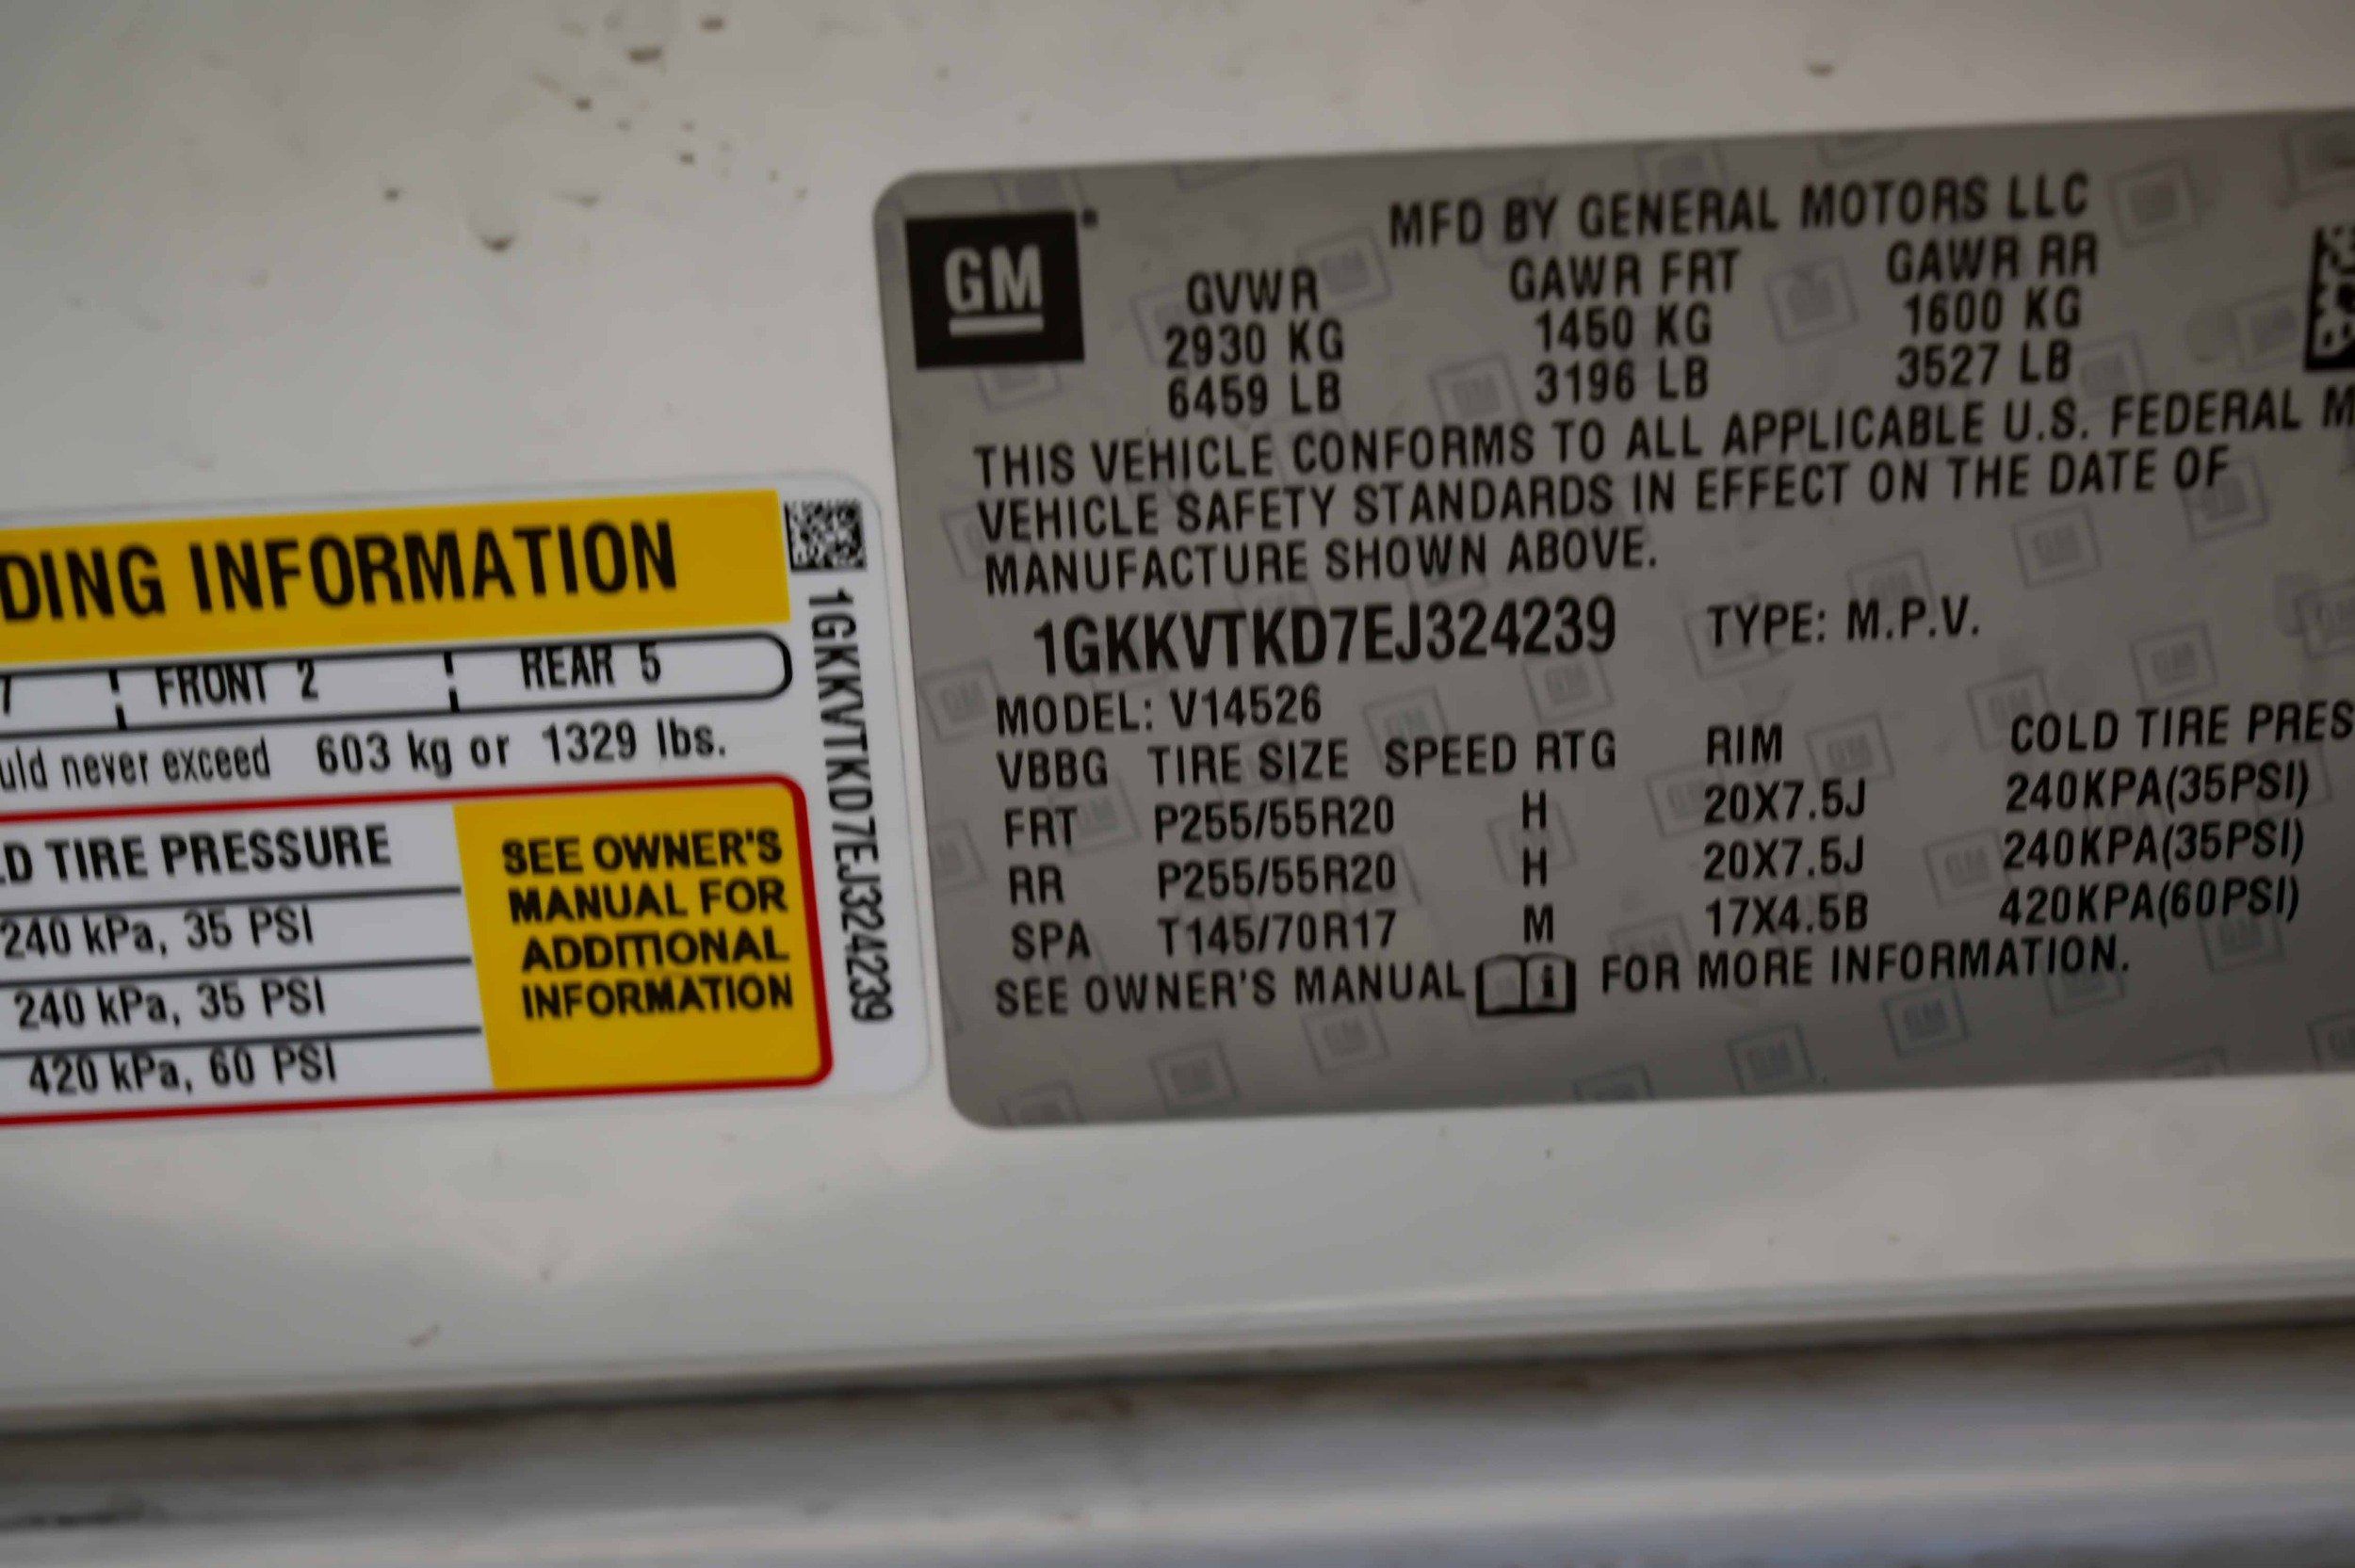 DING INFORMATION
7 FRONT 2 REAR 5
uld never exceed 603 kg or 1329 lbs.
D TIRE PRESSURE
240 kPa, 35 PSI
240 kPa, 35 PSI
420 kPa, 60 PSI
SEE OWNER'S
MANUAL FOR
ADDITIONAL
INFORMATION
1GKKVTKD7EJ324239
GM
MFD BY GENERAL MOTORS LLC
GVWR GAWR FRT GAWR RR
2930 KG 1450 KG 1600 KG
6459 LB 3196 LB 3527 LB
THIS VEHICLE CONFORMS TO ALL APPLICABLE U.S. FEDERAL M
VEHICLE SAFETY STANDARDS IN EFFECT ON THE DATE OF
MANUFACTURE SHOWN ABOVE.
1GKKVTKD7EJ324239 TYPE: M.P.V.
MODEL: V14526
VBBG TIRE SIZE SPEED RTG RIM COLD TIRE PRES
FRT P255/55R20 H 20X7.5J 240KPA(35PSI)
RR P255/55R20 H 20X7.5J 240KPA(35PSI)
SPA T145/70R17 M 17X4.5B 420KPA(60PSI)
SEE OWNER'S MANUAL i FOR MORE INFORMATION.